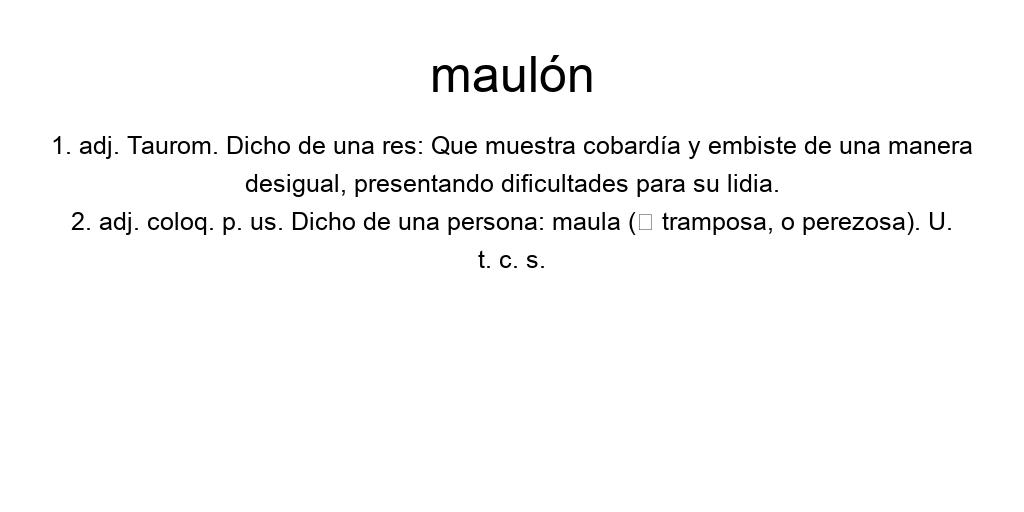 maulón
1. adj. Taurom. Dicho de una res: Que muestra cobardía y embiste de una manera
desigual, presentando dificultades para su lidia.
2. adj. coloq. p. us. Dicho de una persona: maula (□ tramposa, o perezosa). U.
t. c. s.